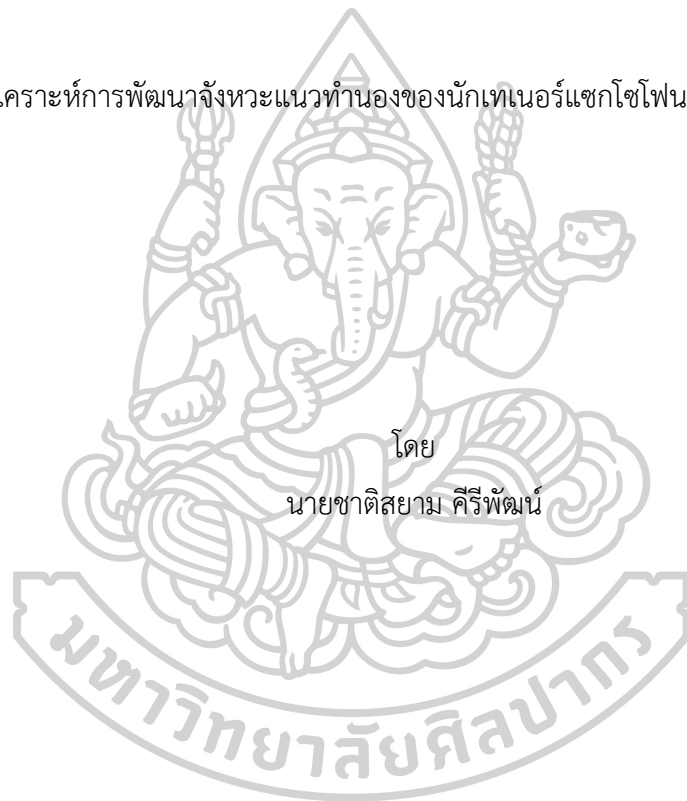 เคราะห์การพัฒนาจังหวะแนวทำนองของนักเทเนอร์แซกโซโฟน
โดย
นายชาติสยาม คีรีพัฒน์
มหาวิทยาลัยศิลปากร